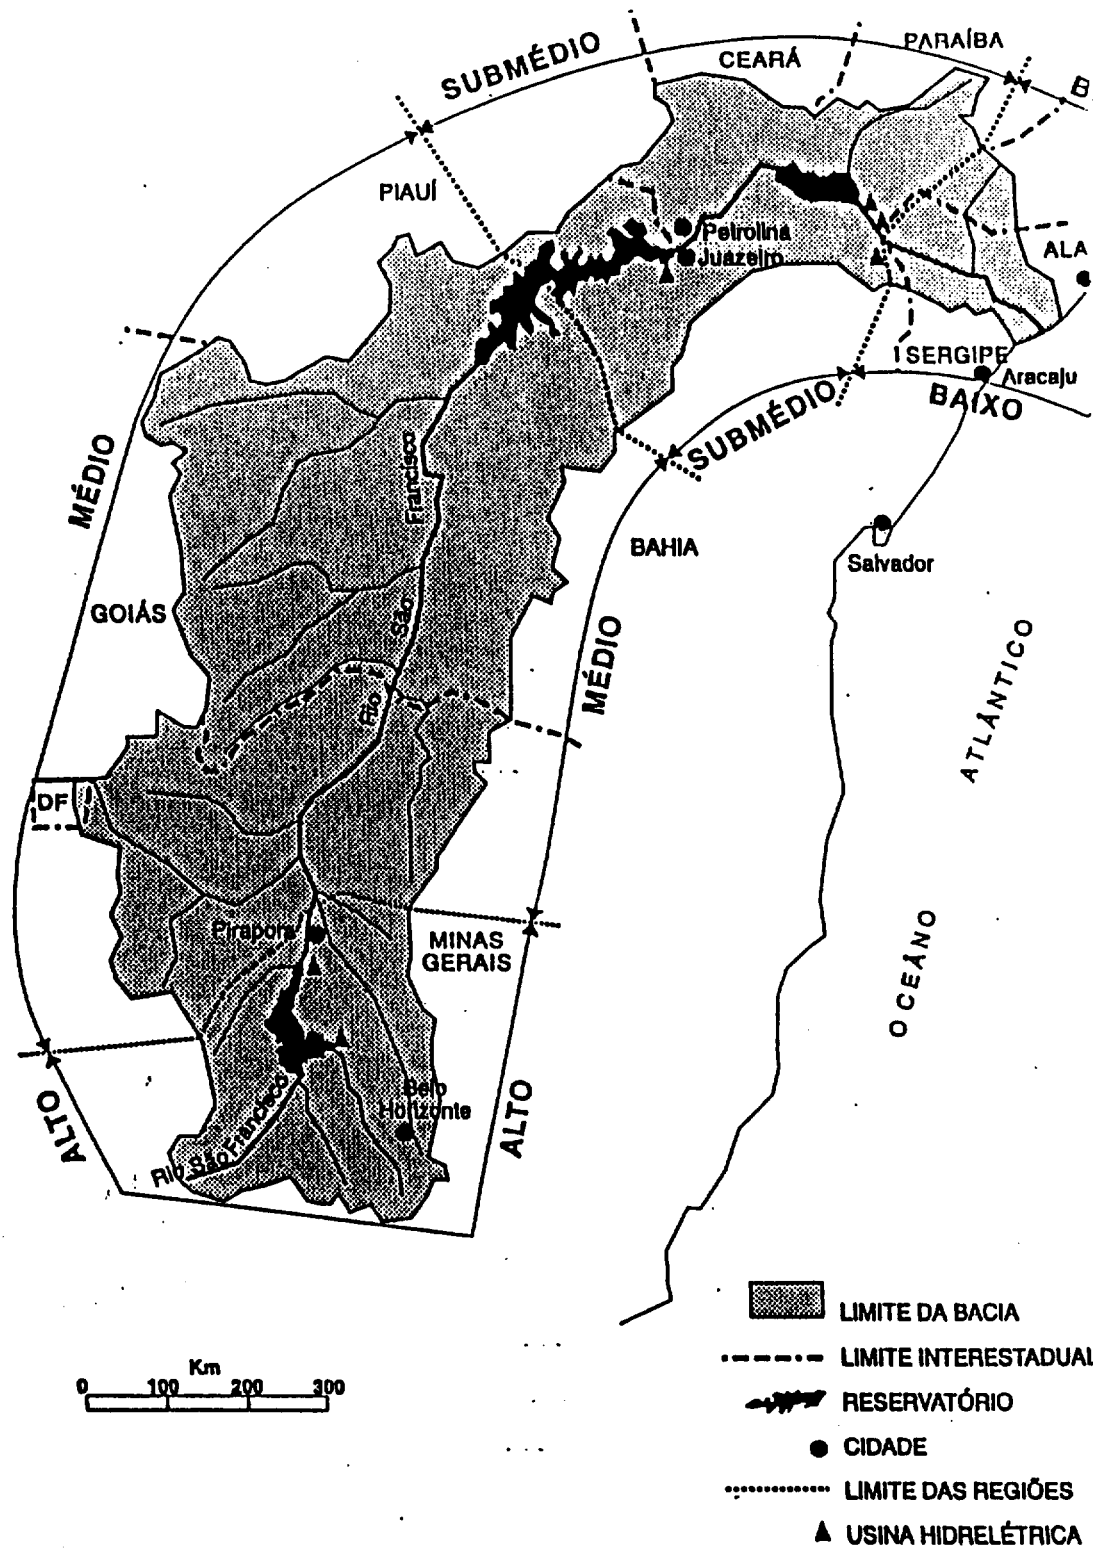 SUBMÉDIO
CEARÁ
PARAÍBA
B
PIAUÍ
Petrolina
Juazeiro
ALA
SERGIPE
Aracaju
BAIXO
SUBMÉDIO
MÉDIO
Francisco
São
Rio
BAHIA
Salvador
GOIÁS
MÉDIO
ATLÂNTICO
OCEÂNO
DF
Pirapora
MINAS
GERAIS
Belo
Horizonte
ALTO
ALTO
Rio São Francisco
LIMITE DA BACIA
LIMITE INTERESTADUAL
RESERVATÓRIO
CIDADE
LIMITE DAS REGIÕES
USINA HIDRELÉTRICA
Km
0 100 200 300